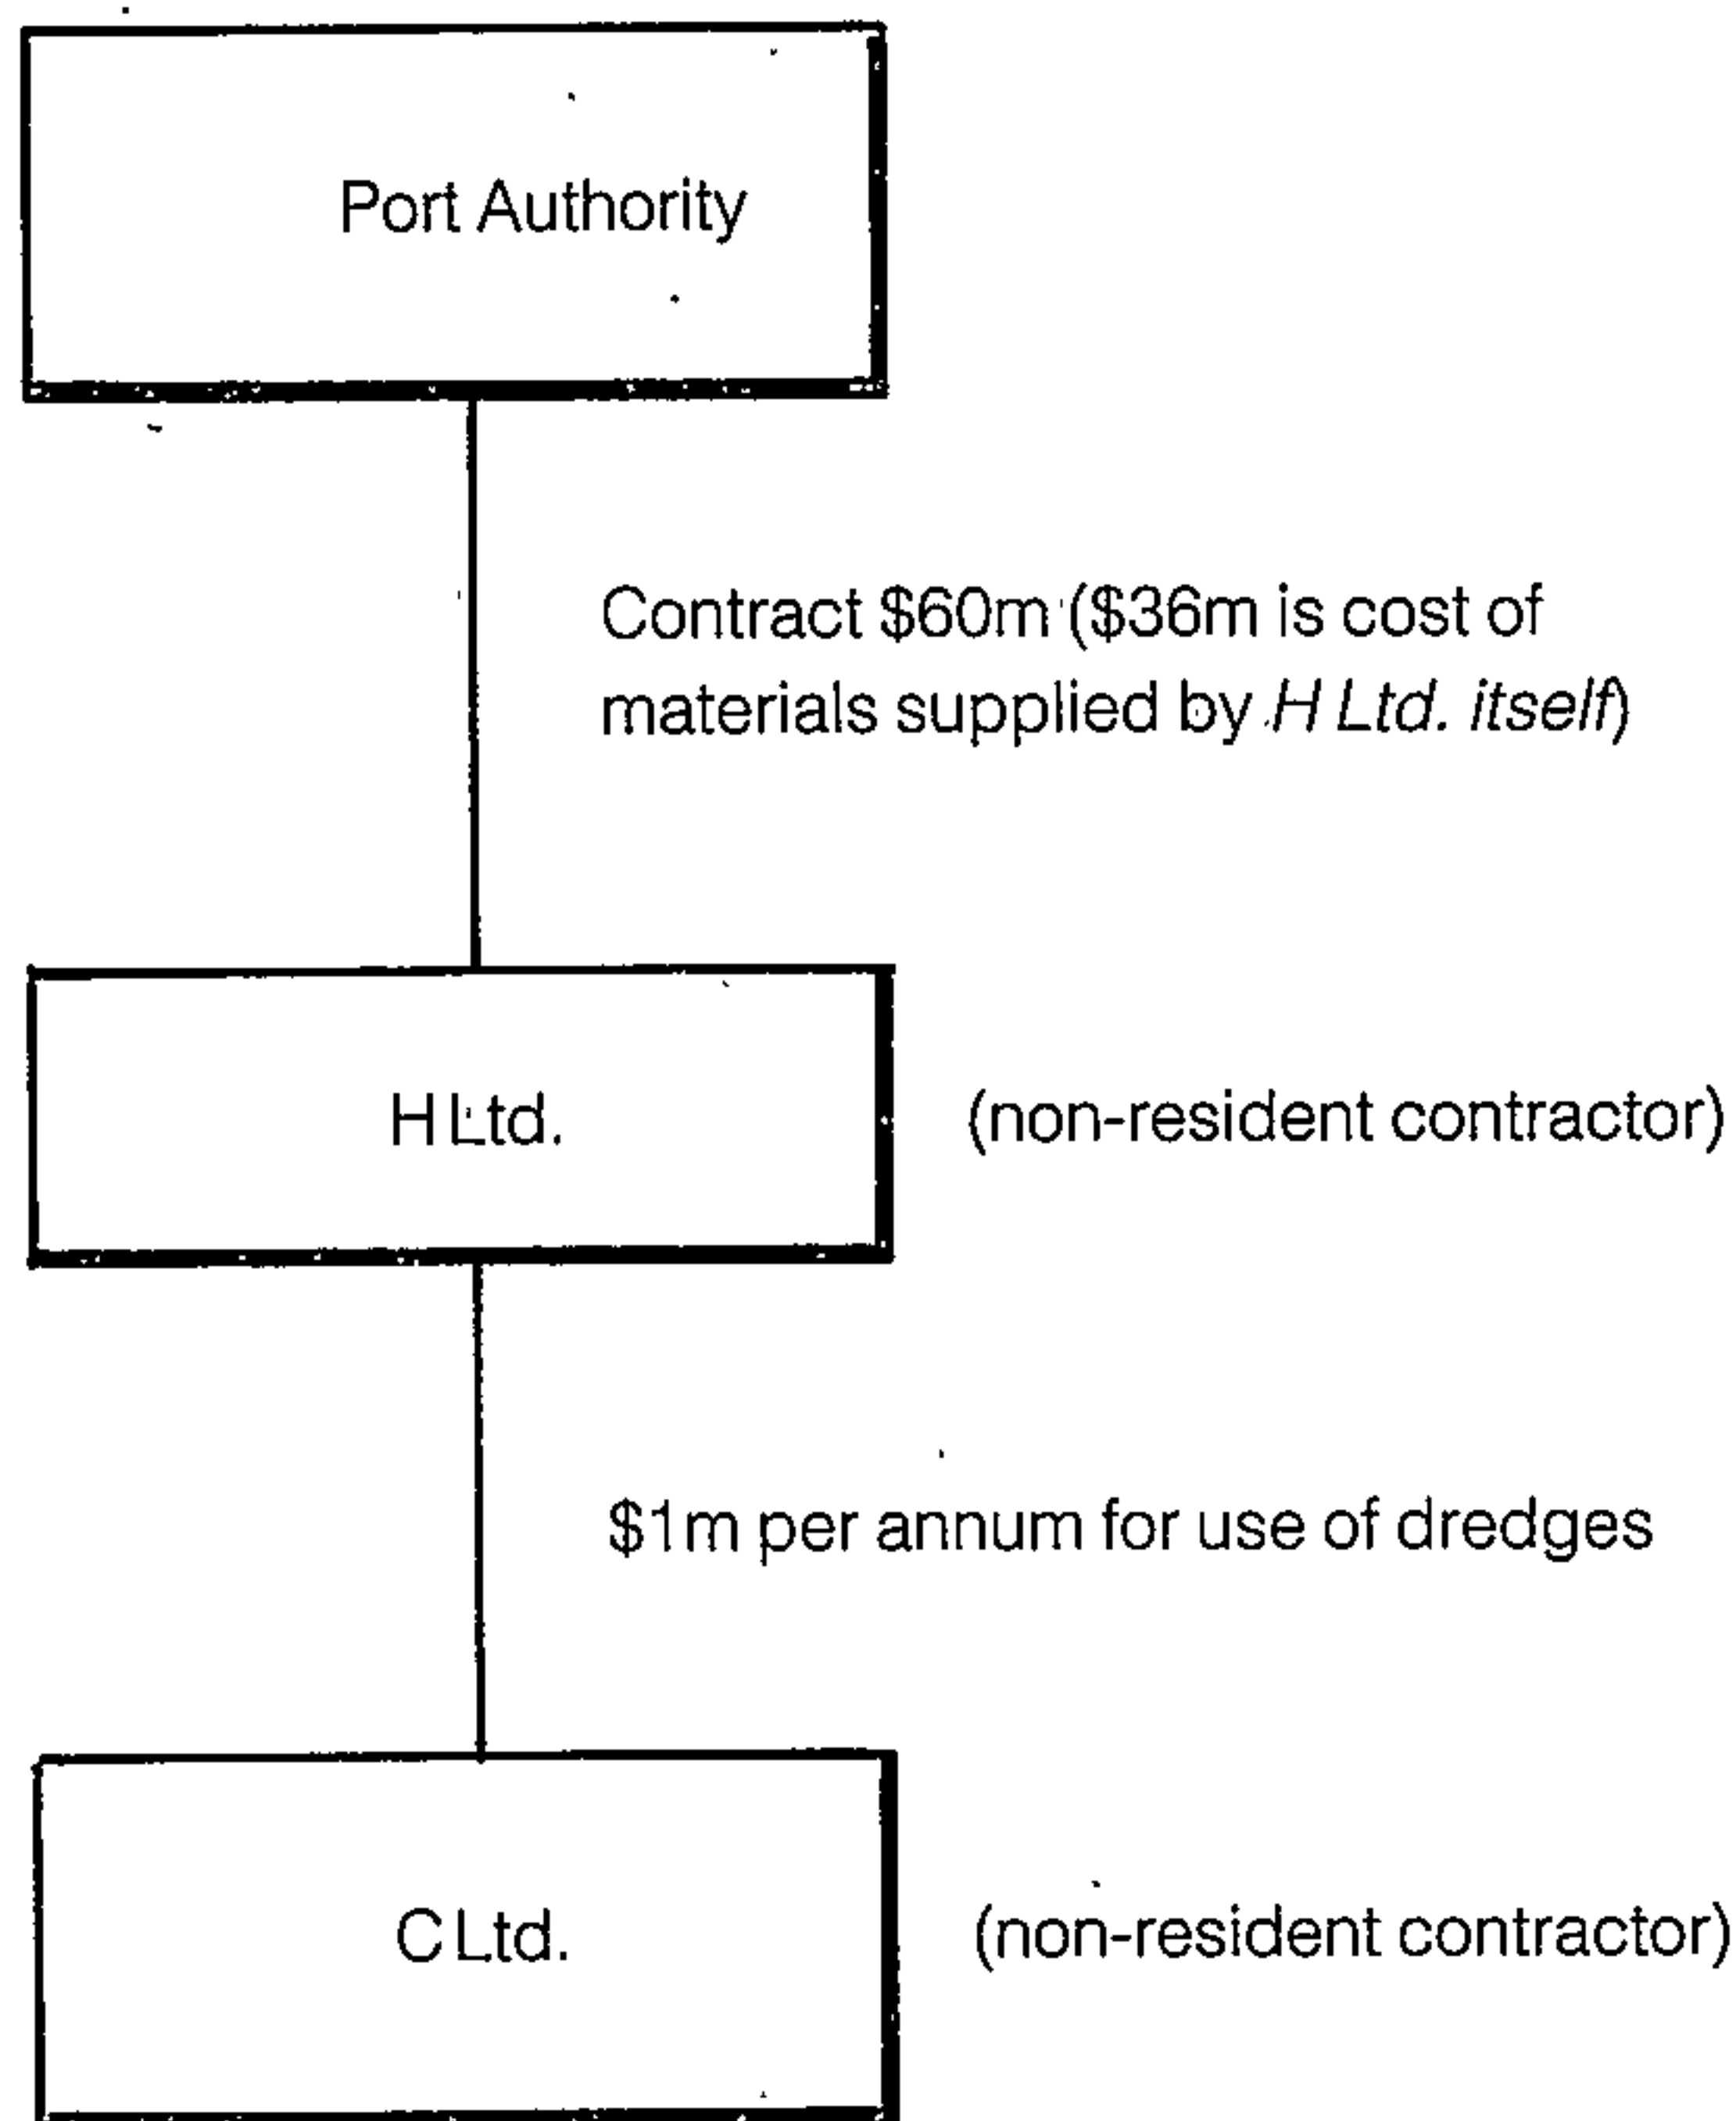 Port Authority
Contract $60m ($36m is cost of
materials supplied by H Ltd. itself)
H Ltd.
(non-resident contractor)
$1m per annum for use of dredges
C Ltd.
(non-resident contractor)